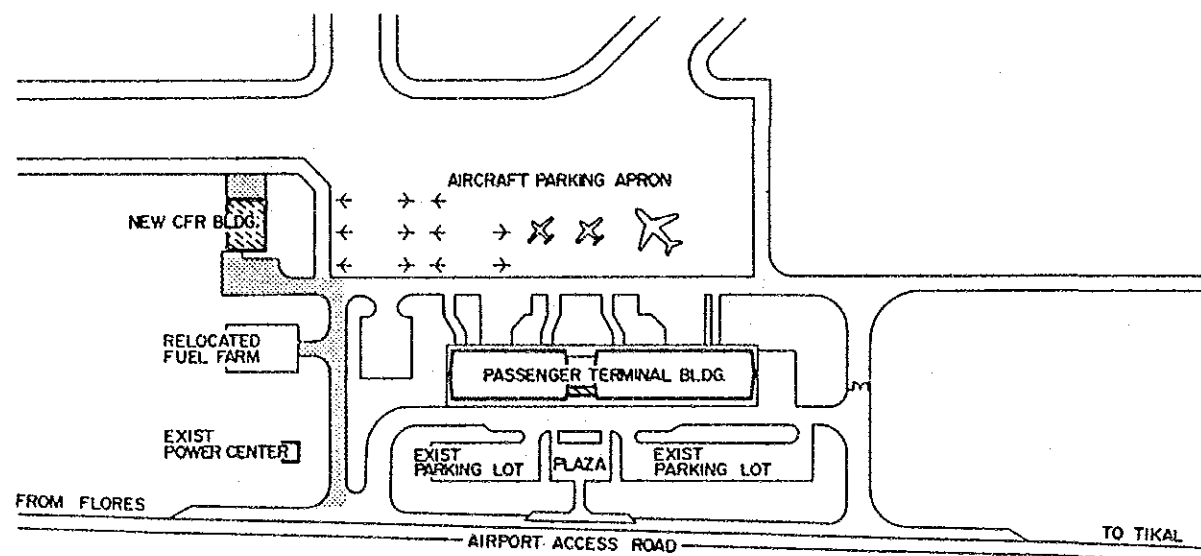 AIRCRAFT PARKING APRON
NEW CFR BLDG.
RELOCATED
FUEL FARM
PASSENGER TERMINAL BLDG.
EXIST
POWER CENTER
EXIST
PARKING LOT
PLAZA
EXIST
PARKING LOT
FROM FLORES
AIRPORT ACCESS ROAD
TO TIKAL